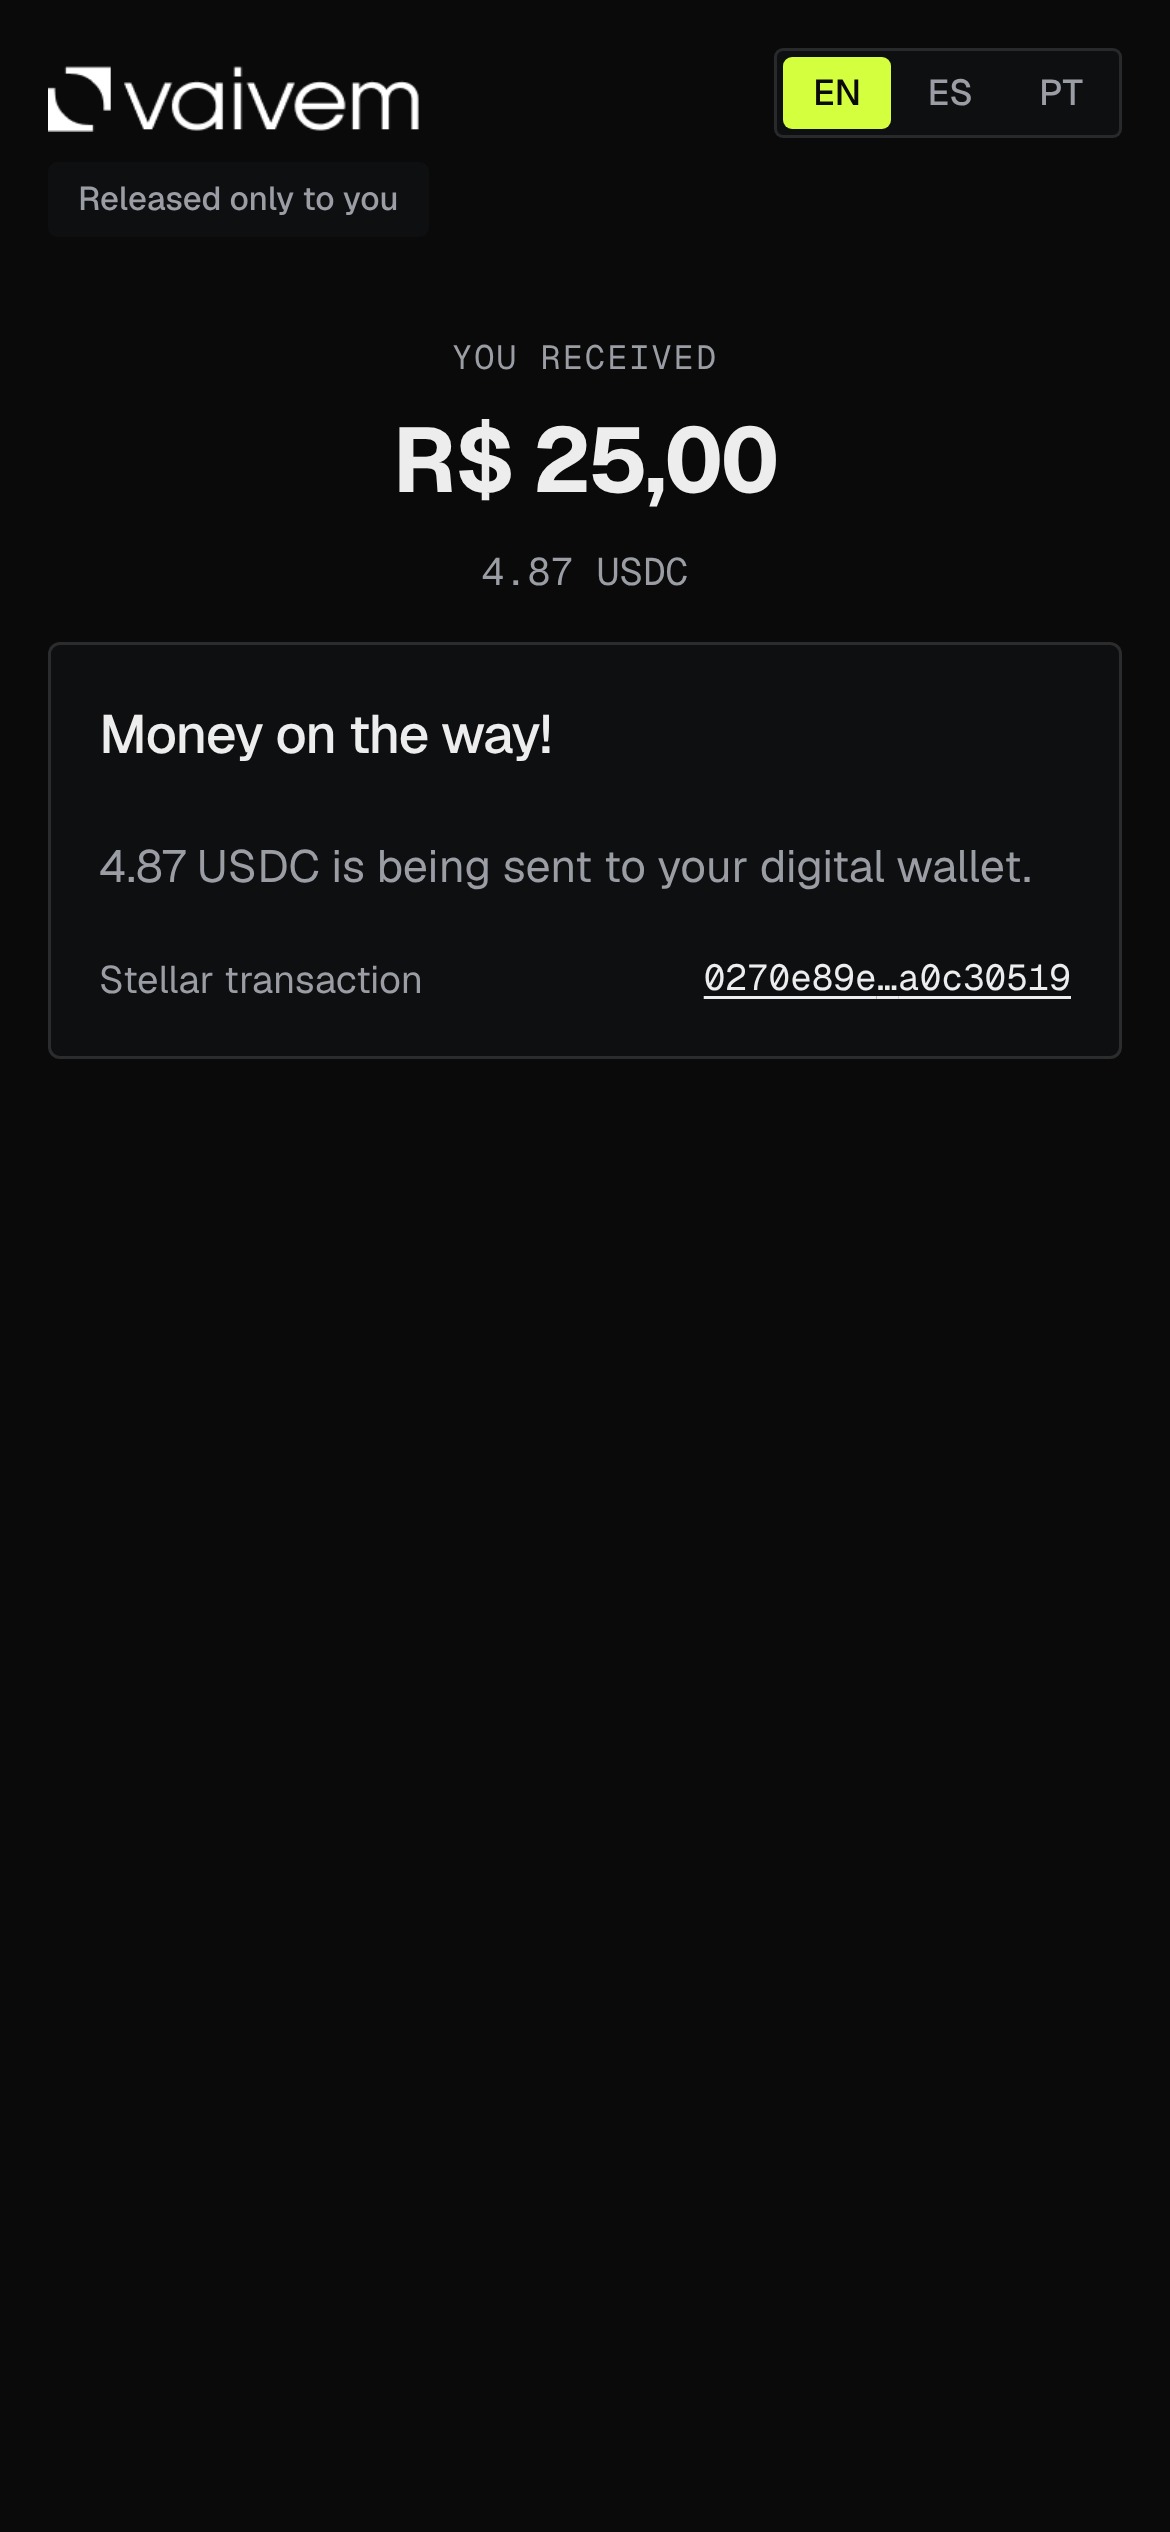 vaivem
EN ES PT
Released only to you
YOU RECEIVED
R$ 25,00
4.87 USDC
Money on the way!
4.87 USDC is being sent to your digital wallet.
Stellar transaction 0270e89e…a0c30519